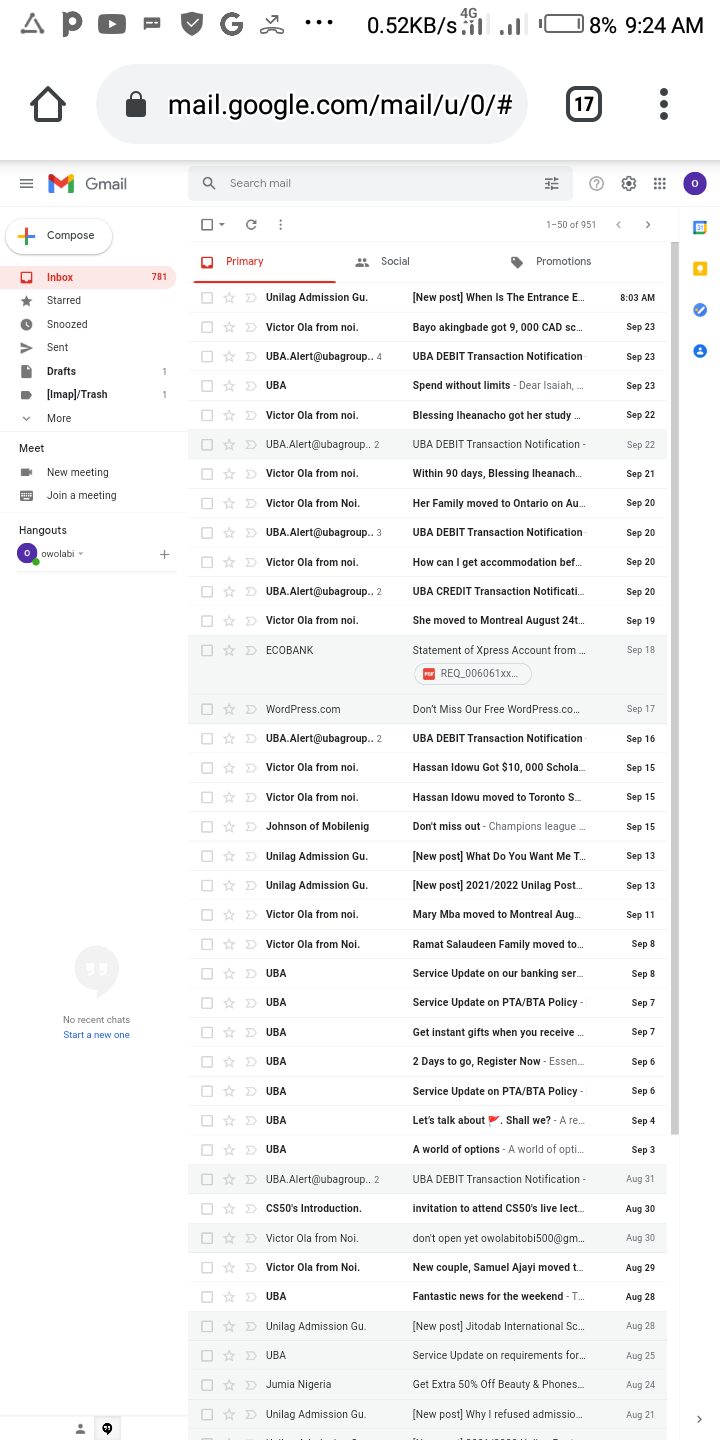 0.52KB/s 4G 8% 9:24 AM
mail.google.com/mail/u/0/# 17
Gmail Search mail O
Compose
1–50 of 951
Primary Social Promotions
Inbox 781
Starred
Snoozed
Sent
Drafts 1
[Imap]/Trash 1
More
Meet
New meeting
Join a meeting
Hangouts
O owolabi
No recent chats
Start a new one
Unilag Admission Gu. [New post] When Is The Entrance E... 8:03 AM
Victor Ola from noi. Bayo akingbade got 9, 000 CAD sc... Sep 23
UBA.Alert@ubagroup.. 4 UBA DEBIT Transaction Notification Sep 23
UBA Spend without limits - Dear Isaiah, ... Sep 23
Victor Ola from noi. Blessing Iheanacho got her study ... Sep 22
UBA.Alert@ubagroup.. 2 UBA DEBIT Transaction Notification - Sep 22
Victor Ola from noi. Within 90 days, Blessing Iheanach... Sep 21
Victor Ola from Noi. Her Family moved to Ontario on Au... Sep 20
UBA.Alert@ubagroup.. 3 UBA DEBIT Transaction Notification Sep 20
Victor Ola from noi. How can I get accommodation bef... Sep 20
UBA.Alert@ubagroup.. 2 UBA CREDIT Transaction Notificati... Sep 20
Victor Ola from noi. She moved to Montreal August 24t... Sep 19
ECOBANK Statement of Xpress Account from ... Sep 18
PDF REQ_006061xx...
WordPress.com Don't Miss Our Free WordPress.co... Sep 17
UBA.Alert@ubagroup.. 2 UBA DEBIT Transaction Notification Sep 16
Victor Ola from noi. Hassan Idowu Got $10, 000 Schola... Sep 15
Victor Ola from noi. Hassan Idowu moved to Toronto S... Sep 15
Johnson of Mobilenig Don't miss out - Champions league ... Sep 15
Unilag Admission Gu. [New post] What Do You Want Me T... Sep 13
Unilag Admission Gu. [New post] 2021/2022 Unilag Post... Sep 13
Victor Ola from noi. Mary Mba moved to Montreal Aug... Sep 11
Victor Ola from Noi. Ramat Salaudeen Family moved to... Sep 8
UBA Service Update on our banking ser... Sep 8
UBA Service Update on PTA/BTA Policy - Sep 7
UBA Get instant gifts when you receive ... Sep 7
UBA 2 Days to go, Register Now - Essen... Sep 6
UBA Service Update on PTA/BTA Policy - Sep 6
UBA Let's talk about 🚩. Shall we? - A re... Sep 4
UBA A world of options - A world of opti... Sep 3
UBA.Alert@ubagroup.. 2 UBA DEBIT Transaction Notification - Aug 31
CS50's Introduction. invitation to attend CS50's live lect... Aug 30
Victor Ola from Noi. don't open yet owolabitobi500@gm... Aug 30
Victor Ola from Noi. New couple, Samuel Ajayi moved t... Aug 29
UBA Fantastic news for the weekend - T... Aug 28
Unilag Admission Gu. [New post] Jitodab International Sc... Aug 28
UBA Service Update on requirements for... Aug 25
Jumia Nigeria Get Extra 50% Off Beauty & Phones... Aug 24
Unilag Admission Gu. [New post] Why I refused admissio... Aug 21